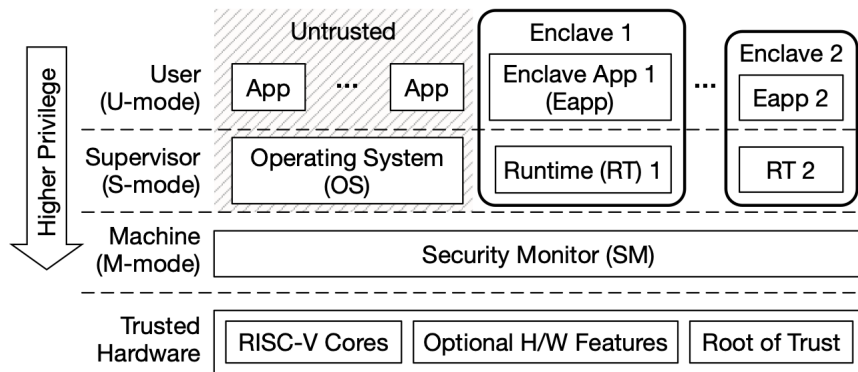 Higher Privilege
Untrusted
Enclave 1
Enclave 2
User
(U-mode)
App
...
App
Enclave App 1
(Eapp)
...
Eapp 2
Supervisor
(S-mode)
Operating System
(OS)
Runtime (RT) 1
RT 2
Machine
(M-mode)
Security Monitor (SM)
Trusted
Hardware
RISC-V Cores
Optional H/W Features
Root of Trust